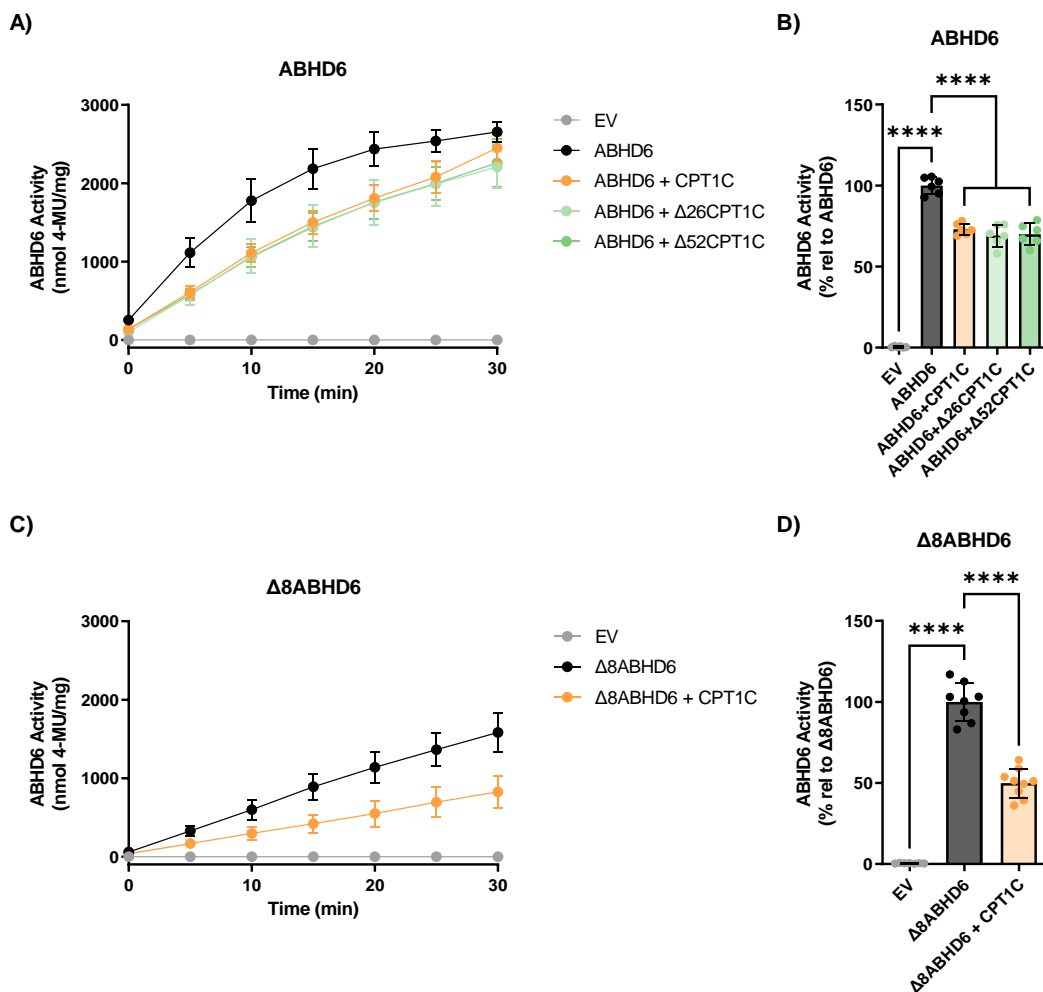 A)
ABHD6
ABHD6 Activity
(nmol 4-MU/mg)
3000
2000
1000
0
0 10 20 30
Time (min)
EV
ABHD6
ABHD6 + CPT1C
ABHD6 + Δ26CPT1C
ABHD6 + Δ52CPT1C
B)
ABHD6
ABHD6 Activity
(% rel to ABHD6)
150
100
50
0
****
****
EV
ABHD6
ABHD6+CPT1C
ABHD6+Δ26CPT1C
ABHD6+Δ52CPT1C
C)
Δ8ABHD6
ABHD6 Activity
(nmol 4-MU/mg)
3000
2000
1000
0
0 10 20 30
Time (min)
EV
Δ8ABHD6
Δ8ABHD6 + CPT1C
D)
Δ8ABHD6
ABHD6 Activity
(% rel to Δ8ABHD6)
150
100
50
0
****
****
EV
Δ8ABHD6
Δ8ABHD6 + CPT1C